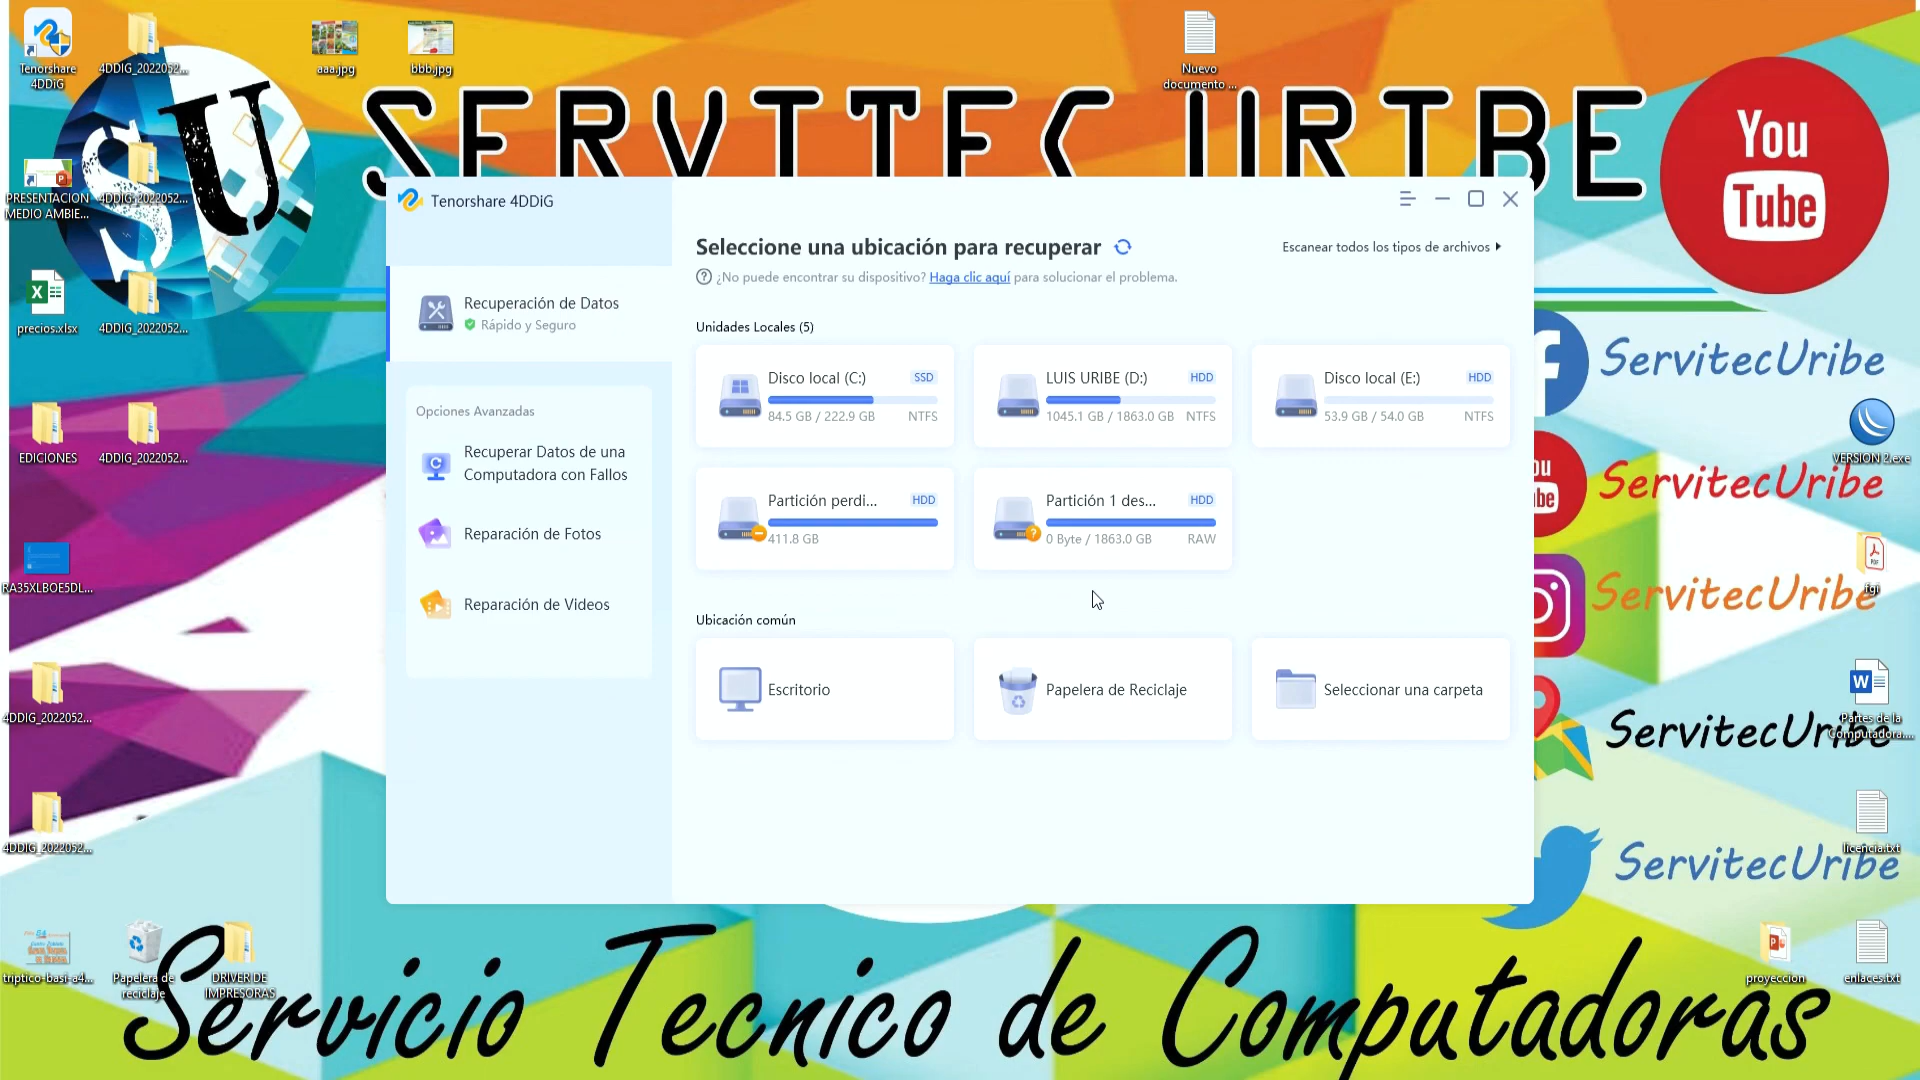 Tenorshare
4DDiG
4DDIG_2022052...
aaa.jpg
bbb.jpg
Nuevo
documento ...
SERVITEC URIBE
You
Tube
SU
PRESENTACION
MEDIO AMBIE...
4DDIG_2022052...
precios.xlsx
4DDIG_2022052...
EDICIONES
4DDIG_2022052...
RA35XLBOE5DL...
4DDIG_2022052...
4DDIG_2022052...
triptico-basi-a4...
Papelera de
reciclaje
DRIVER DE
IMPRESORAS
Tenorshare 4DDiG
Recuperación de Datos
Rápido y Seguro
Opciones Avanzadas
Recuperar Datos de una
Computadora con Fallos
Reparación de Fotos
Reparación de Videos
Seleccione una ubicación para recuperar
Escanear todos los tipos de archivos
¿No puede encontrar su dispositivo? Haga clic aquí para solucionar el problema.
Unidades Locales (5)
Disco local (C:) SSD
84.5 GB / 222.9 GB NTFS
LUIS URIBE (D:) HDD
1045.1 GB / 1863.0 GB NTFS
Disco local (E:) HDD
53.9 GB / 54.0 GB NTFS
Partición perdi... HDD
411.8 GB
Partición 1 des... HDD
0 Byte / 1863.0 GB RAW
Ubicación común
Escritorio
Papelera de Reciclaje
Seleccionar una carpeta
ServitecUribe
VERSION 2.exe
ServitecUribe
ServitecUribe
Partes de la
Computadora....
ServitecUribe
licencia.txt
ServitecUribe
proyeccion
enlaces.txt
Servicio Tecnico de Computadoras